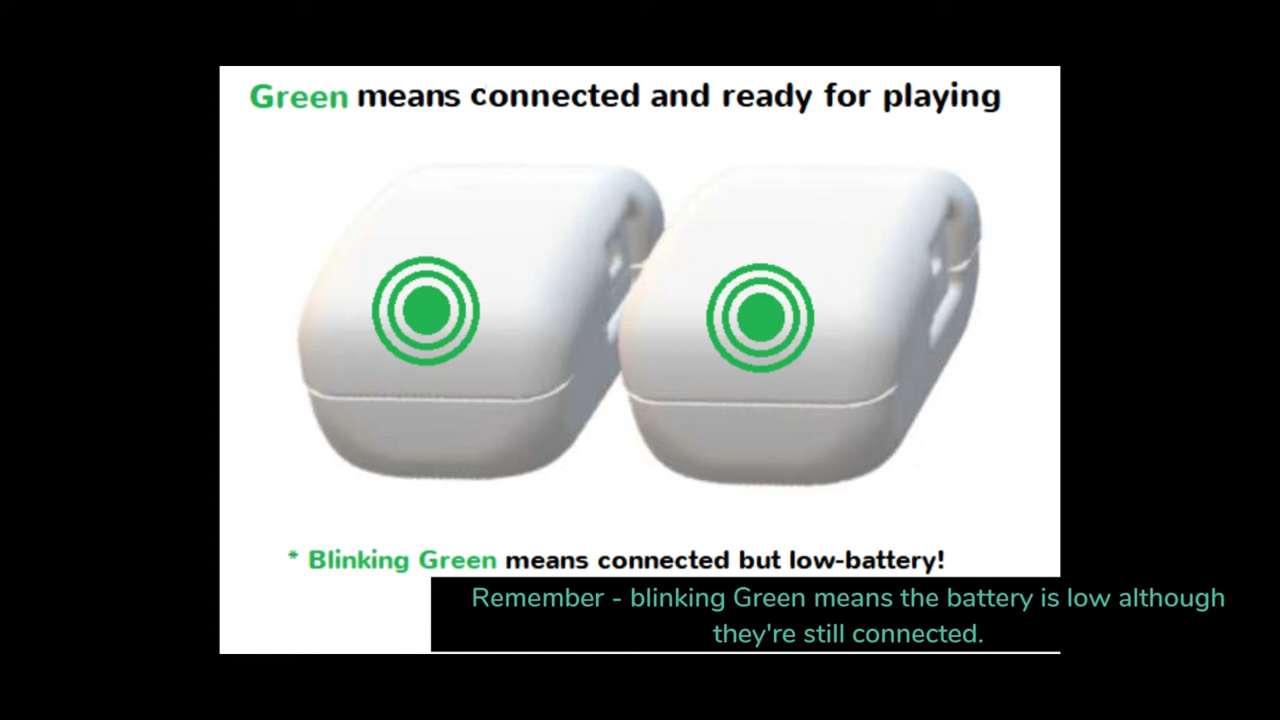 Green means connected and ready for playing
* Blinking Green means connected but low-battery!
Remember - blinking Green means the battery is low although
they're still connected.